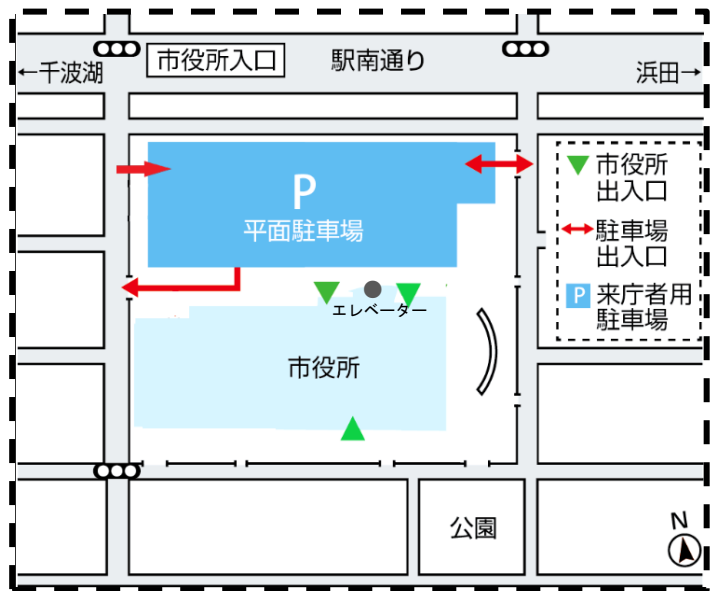 市役所入口
駅南通り
←千波湖
浜田→
P
平面駐車場
エレベーター
市役所
公園
市役所
出入口
駐車場
出入口
P 来庁者用
駐車場
N